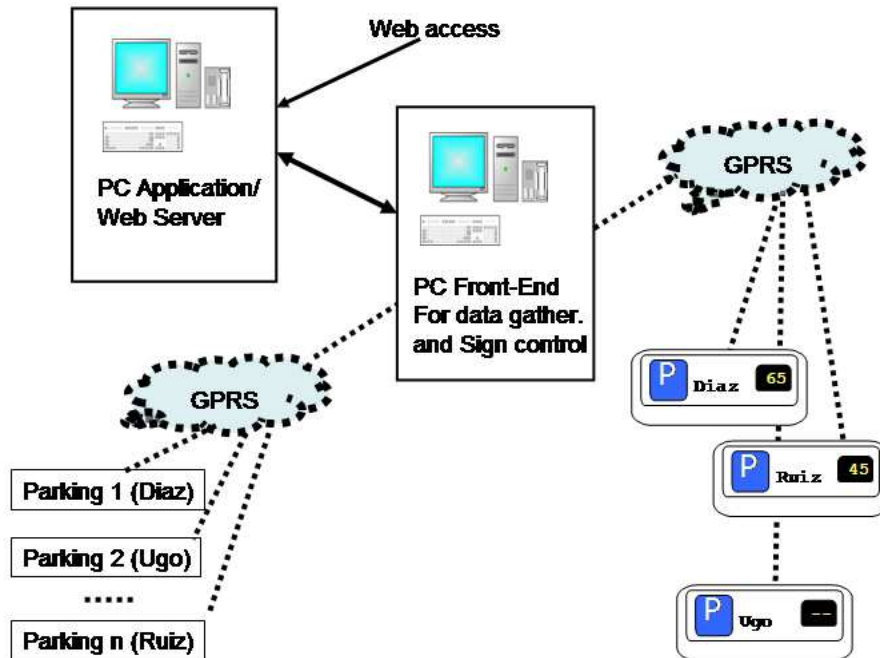 Web access
PC Application/
Web Server
GPRS
PC Front-End
For data gather.
and Sign control
GPRS
Parking 1 (Diaz)
Parking 2 (Ugo)
Parking n (Ruiz)
P Diaz 65
P Ruiz 45
P Ugo --